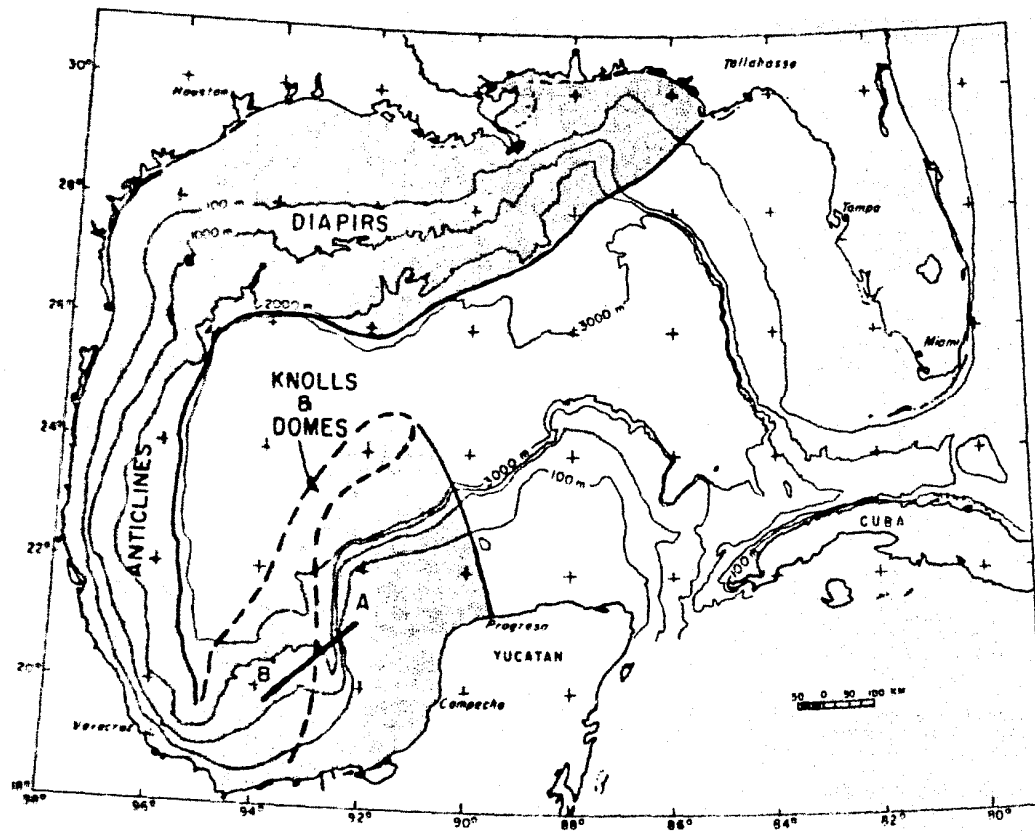 30°
Houston
Tallahasse
28°
100 m
1000 m
DIAPIRS
Tampa
26°
2000 m
3000 m
Miami
KNOLLS
&
DOMES
24°
ANTICLINES
3000 m
100 m
22°
CUBA
100 m
A
Progreso
YUCATAN
20°
B
50 0 50 100 KM
Veracruz
Campeche
18°
98° 96° 94° 92° 90° 88° 86° 84° 82° 80°